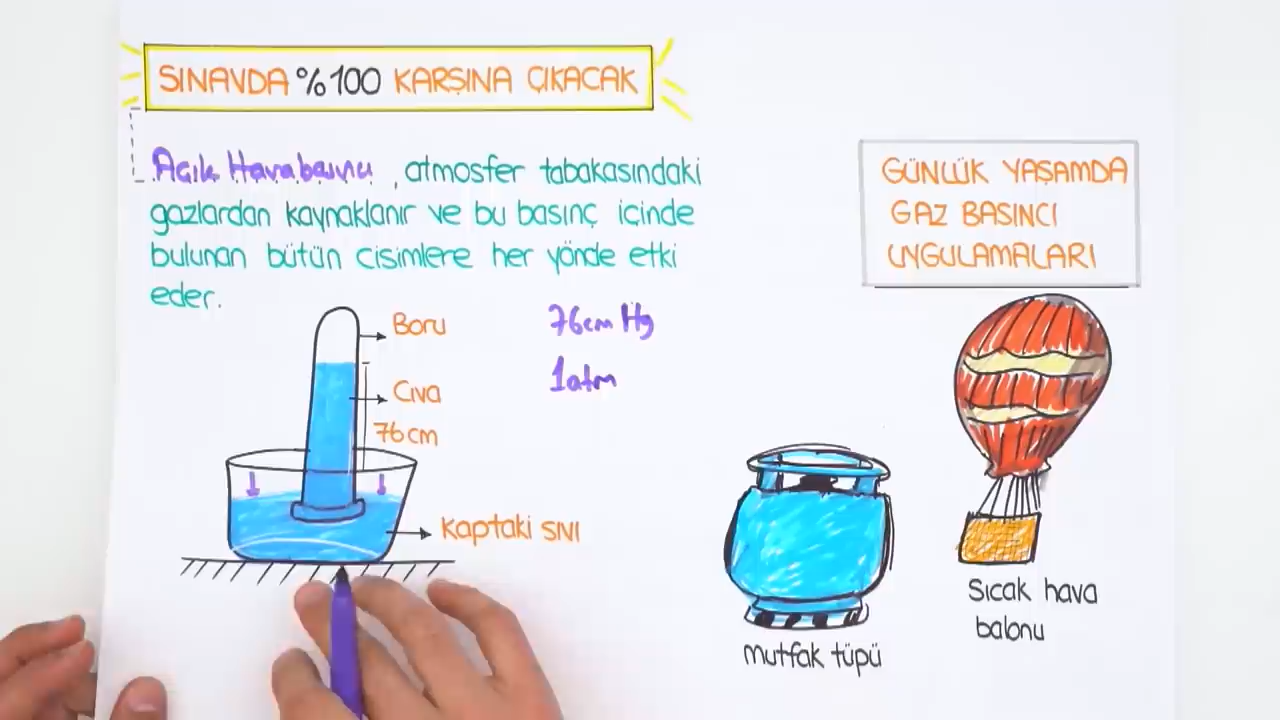 SINAVDA %100 KARŞINA ÇIKACAK
Açık Hava basıncı, atmosfer tabakasındaki
gazlardan kaynaklanır ve bu basınç içinde
bulunan bütün cisimlere her yönde etki
eder.
Boru
Cıva
76cm
Kaptaki sıvı
76cm Hg
1atm
GÜNLÜK YAŞAMDA
GAZ BASINCI
UYGULAMALARI
mutfak tüpü
Sıcak hava
balonu